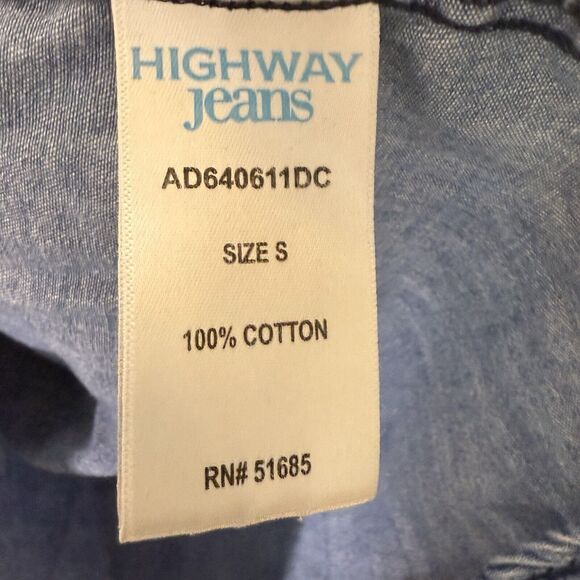 HIGHWAY
jeans
AD640611DC
SIZE S
100% COTTON
RN# 51685